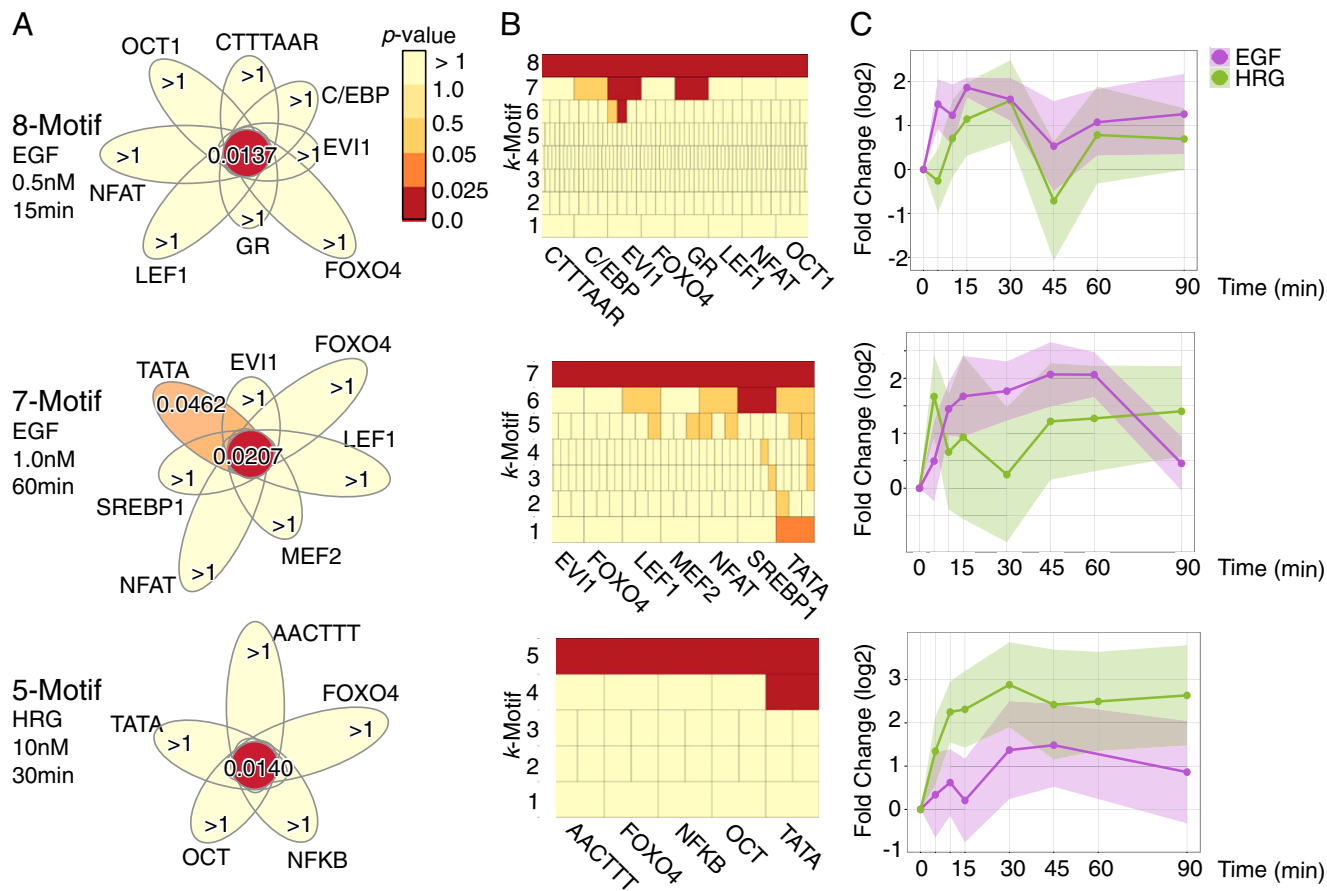 A
OCT1
CTTTAAR
C/EBP
EVI1
FOXO4
GR
LEF1
NFAT
>1
>1
>1
>1
>1
>1
>1
>1
0.0137
8-Motif
EGF
0.5nM
15min
p-value
> 1
1.0
0.5
0.05
0.025
0.0
7-Motif
EGF
1.0nM
60min
TATA
EVI1
FOXO4
LEF1
MEF2
NFAT
SREBP1
0.0462
>1
>1
>1
>1
>1
>1
0.0207
5-Motif
HRG
10nM
30min
AACTTT
FOXO4
NFKB
OCT
TATA
>1
>1
>1
>1
>1
0.0140
B
k-Motif
8
7
6
5
4
3
2
1
CTTTAAR
C/EBP
EVI1
FOXO4
GR
LEF1
NFAT
OCT1
k-Motif
7
6
5
4
3
2
1
EVI1
FOXO4
LEF1
MEF2
NFAT
SREBP1
TATA
k-Motif
5
4
3
2
1
AACTTT
FOXO4
NFKB
OCT
TATA
C
EGF
HRG
Fold Change (log2)
2
1
0
-1
-2
0 15 30 45 60 90 Time (min)
Fold Change (log2)
2
1
0
0 15 30 45 60 90 Time (min)
Fold Change (log2)
3
2
1
0
-1
0 15 30 45 60 90 Time (min)